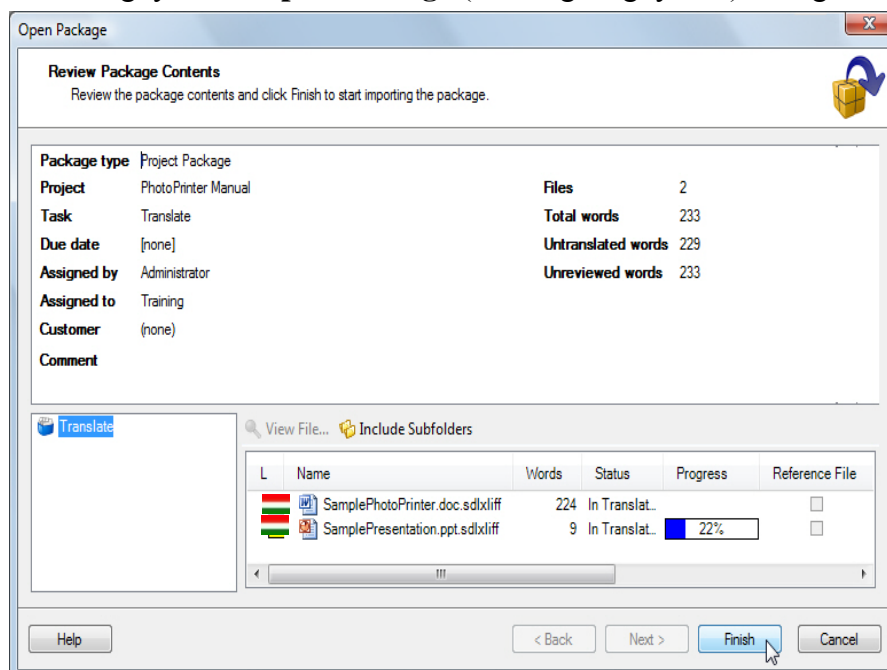 Open Package
Review Package Contents
Review the package contents and click Finish to start importing the package.
Package type Project Package
Project PhotoPrinter Manual Files 2
Task Translate Total words 233
Due date [none] Untranslated words 229
Assigned by Administrator Unreviewed words 233
Assigned to Training
Customer (none)
Comment
Translate View File... Include Subfolders
L Name Words Status Progress Reference File
SamplePhotoPrinter.doc.sdlxliff 224 In Translat...
SamplePresentation.ppt.sdlxliff 9 In Translat... 22%
Help < Back Next > Finish Cancel